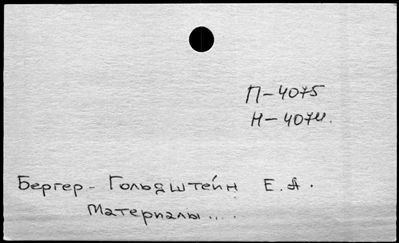 П-4075
Н-4074.
Бергер-Гольдштейн Е.А.
Материалы....